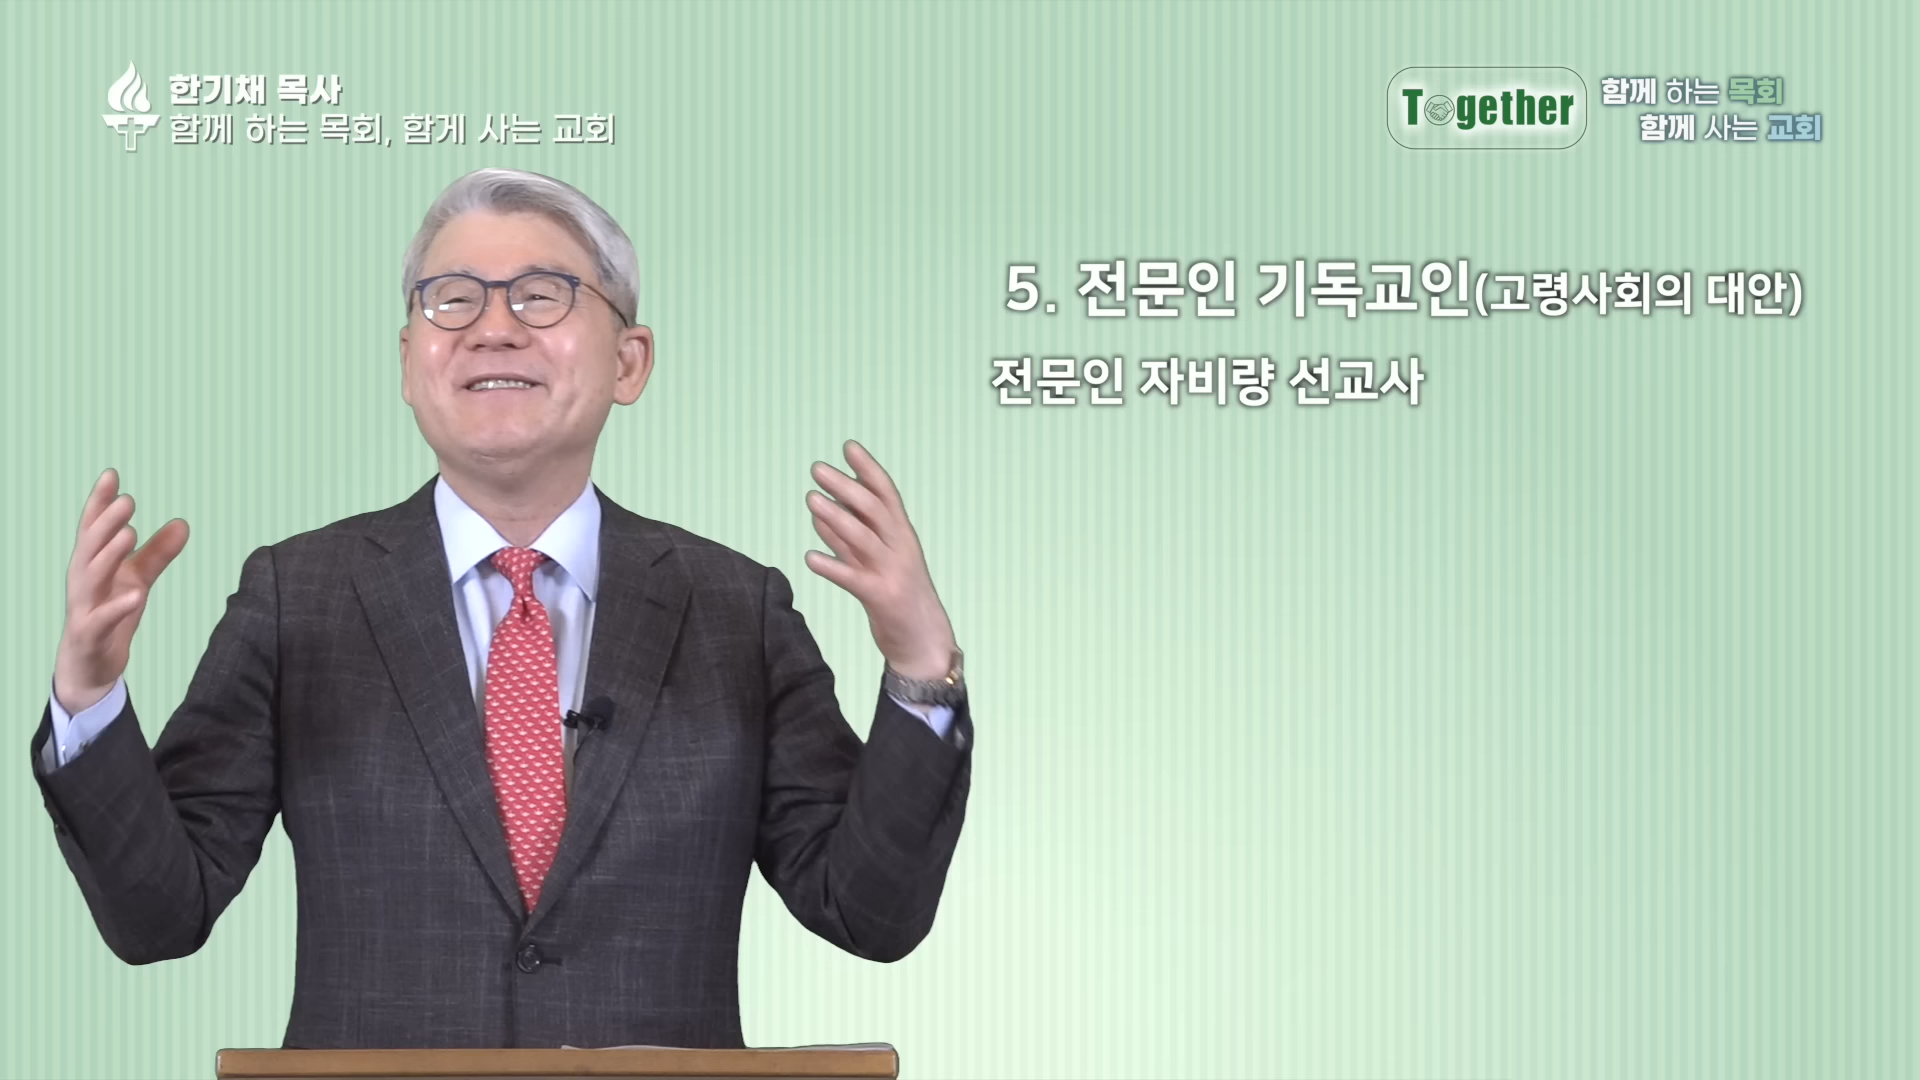 한기채 목사
함께 하는 목회, 함게 사는 교회
Together
함께 하는 목회
함께 사는 교회
5. 전문인 기독교인(고령사회의 대안)
전문인 자비량 선교사